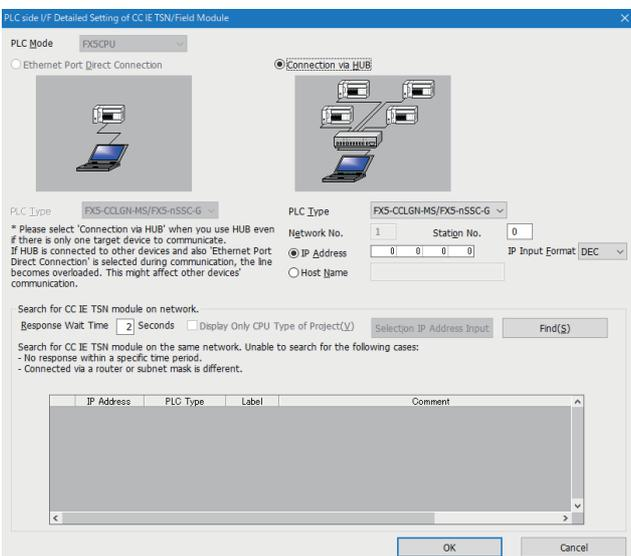 PLC side I/F Detailed Setting of CC IE TSN/Field Module
PLC Mode FX5CPU
Ethernet Port Direct Connection
Connection via HUB
PLC Type FX5-CCLGN-MS/FX5-nSSC-G
* Please select 'Connection via HUB' when you use HUB even
if there is only one target device to communicate.
If HUB is connected to other devices and also 'Ethernet Port
Direct Connection' is selected during communication, the line
becomes overloaded. This might affect other devices'
communication.
PLC Type FX5-CCLGN-MS/FX5-nSSC-G
Network No. 1 Station No. 0
IP Address 0 0 0 0 IP Input Format DEC
Host Name
Search for CC IE TSN module on network.
Response Wait Time 2 Seconds Display Only CPU Type of Project(V) Selection IP Address Input Find(S)
Search for CC IE TSN module on the same network. Unable to search for the following cases:
- No response within a specific time period.
- Connected via a router or subnet mask is different.
IP Address PLC Type Label Comment
OK Cancel